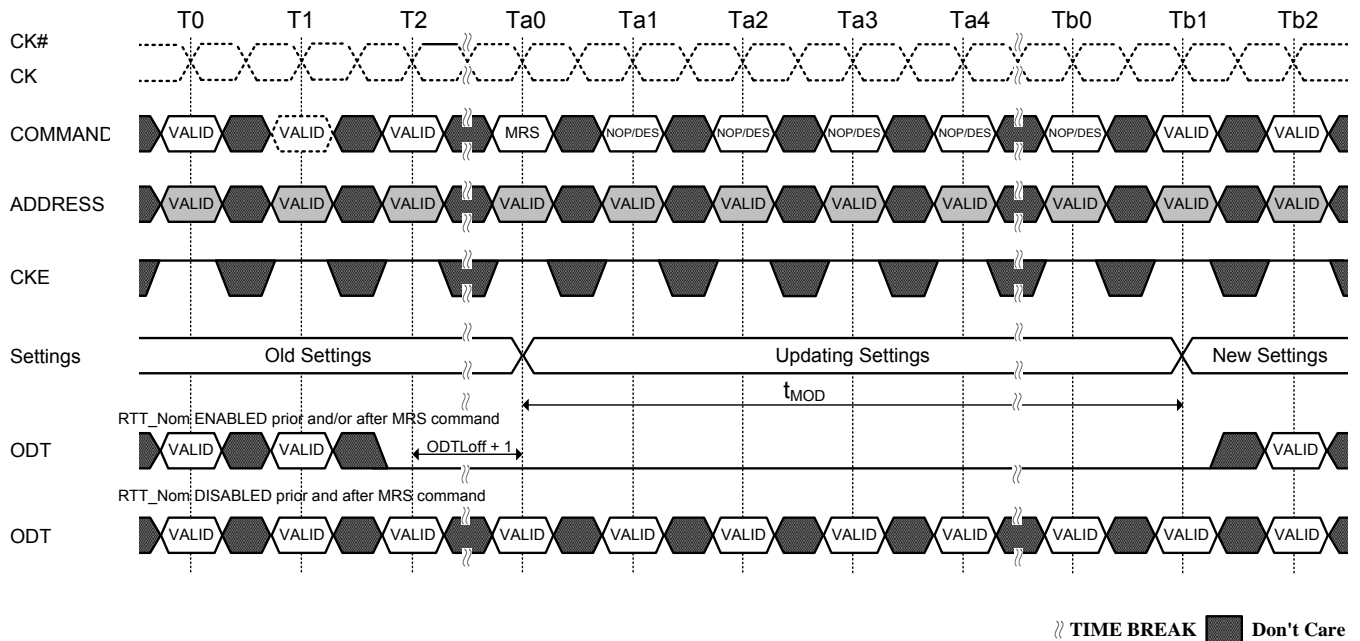 T0 T1 T2 Ta0 Ta1 Ta2 Ta3 Ta4 Tb0 Tb1 Tb2
CK#
CK
COMMAND VALID VALID VALID MRS NOP/DES NOP/DES NOP/DES NOP/DES NOP/DES VALID VALID
ADDRESS VALID VALID VALID VALID VALID VALID VALID VALID VALID VALID VALID
CKE
Settings Old Settings Updating Settings New Settings
tMOD
RTT_Nom ENABLED prior and/or after MRS command
ODT VALID VALID ODTLoff + 1 VALID
RTT_Nom DISABLED prior and after MRS command
ODT VALID VALID VALID VALID VALID VALID VALID VALID VALID VALID VALID
TIME BREAK Don't Care